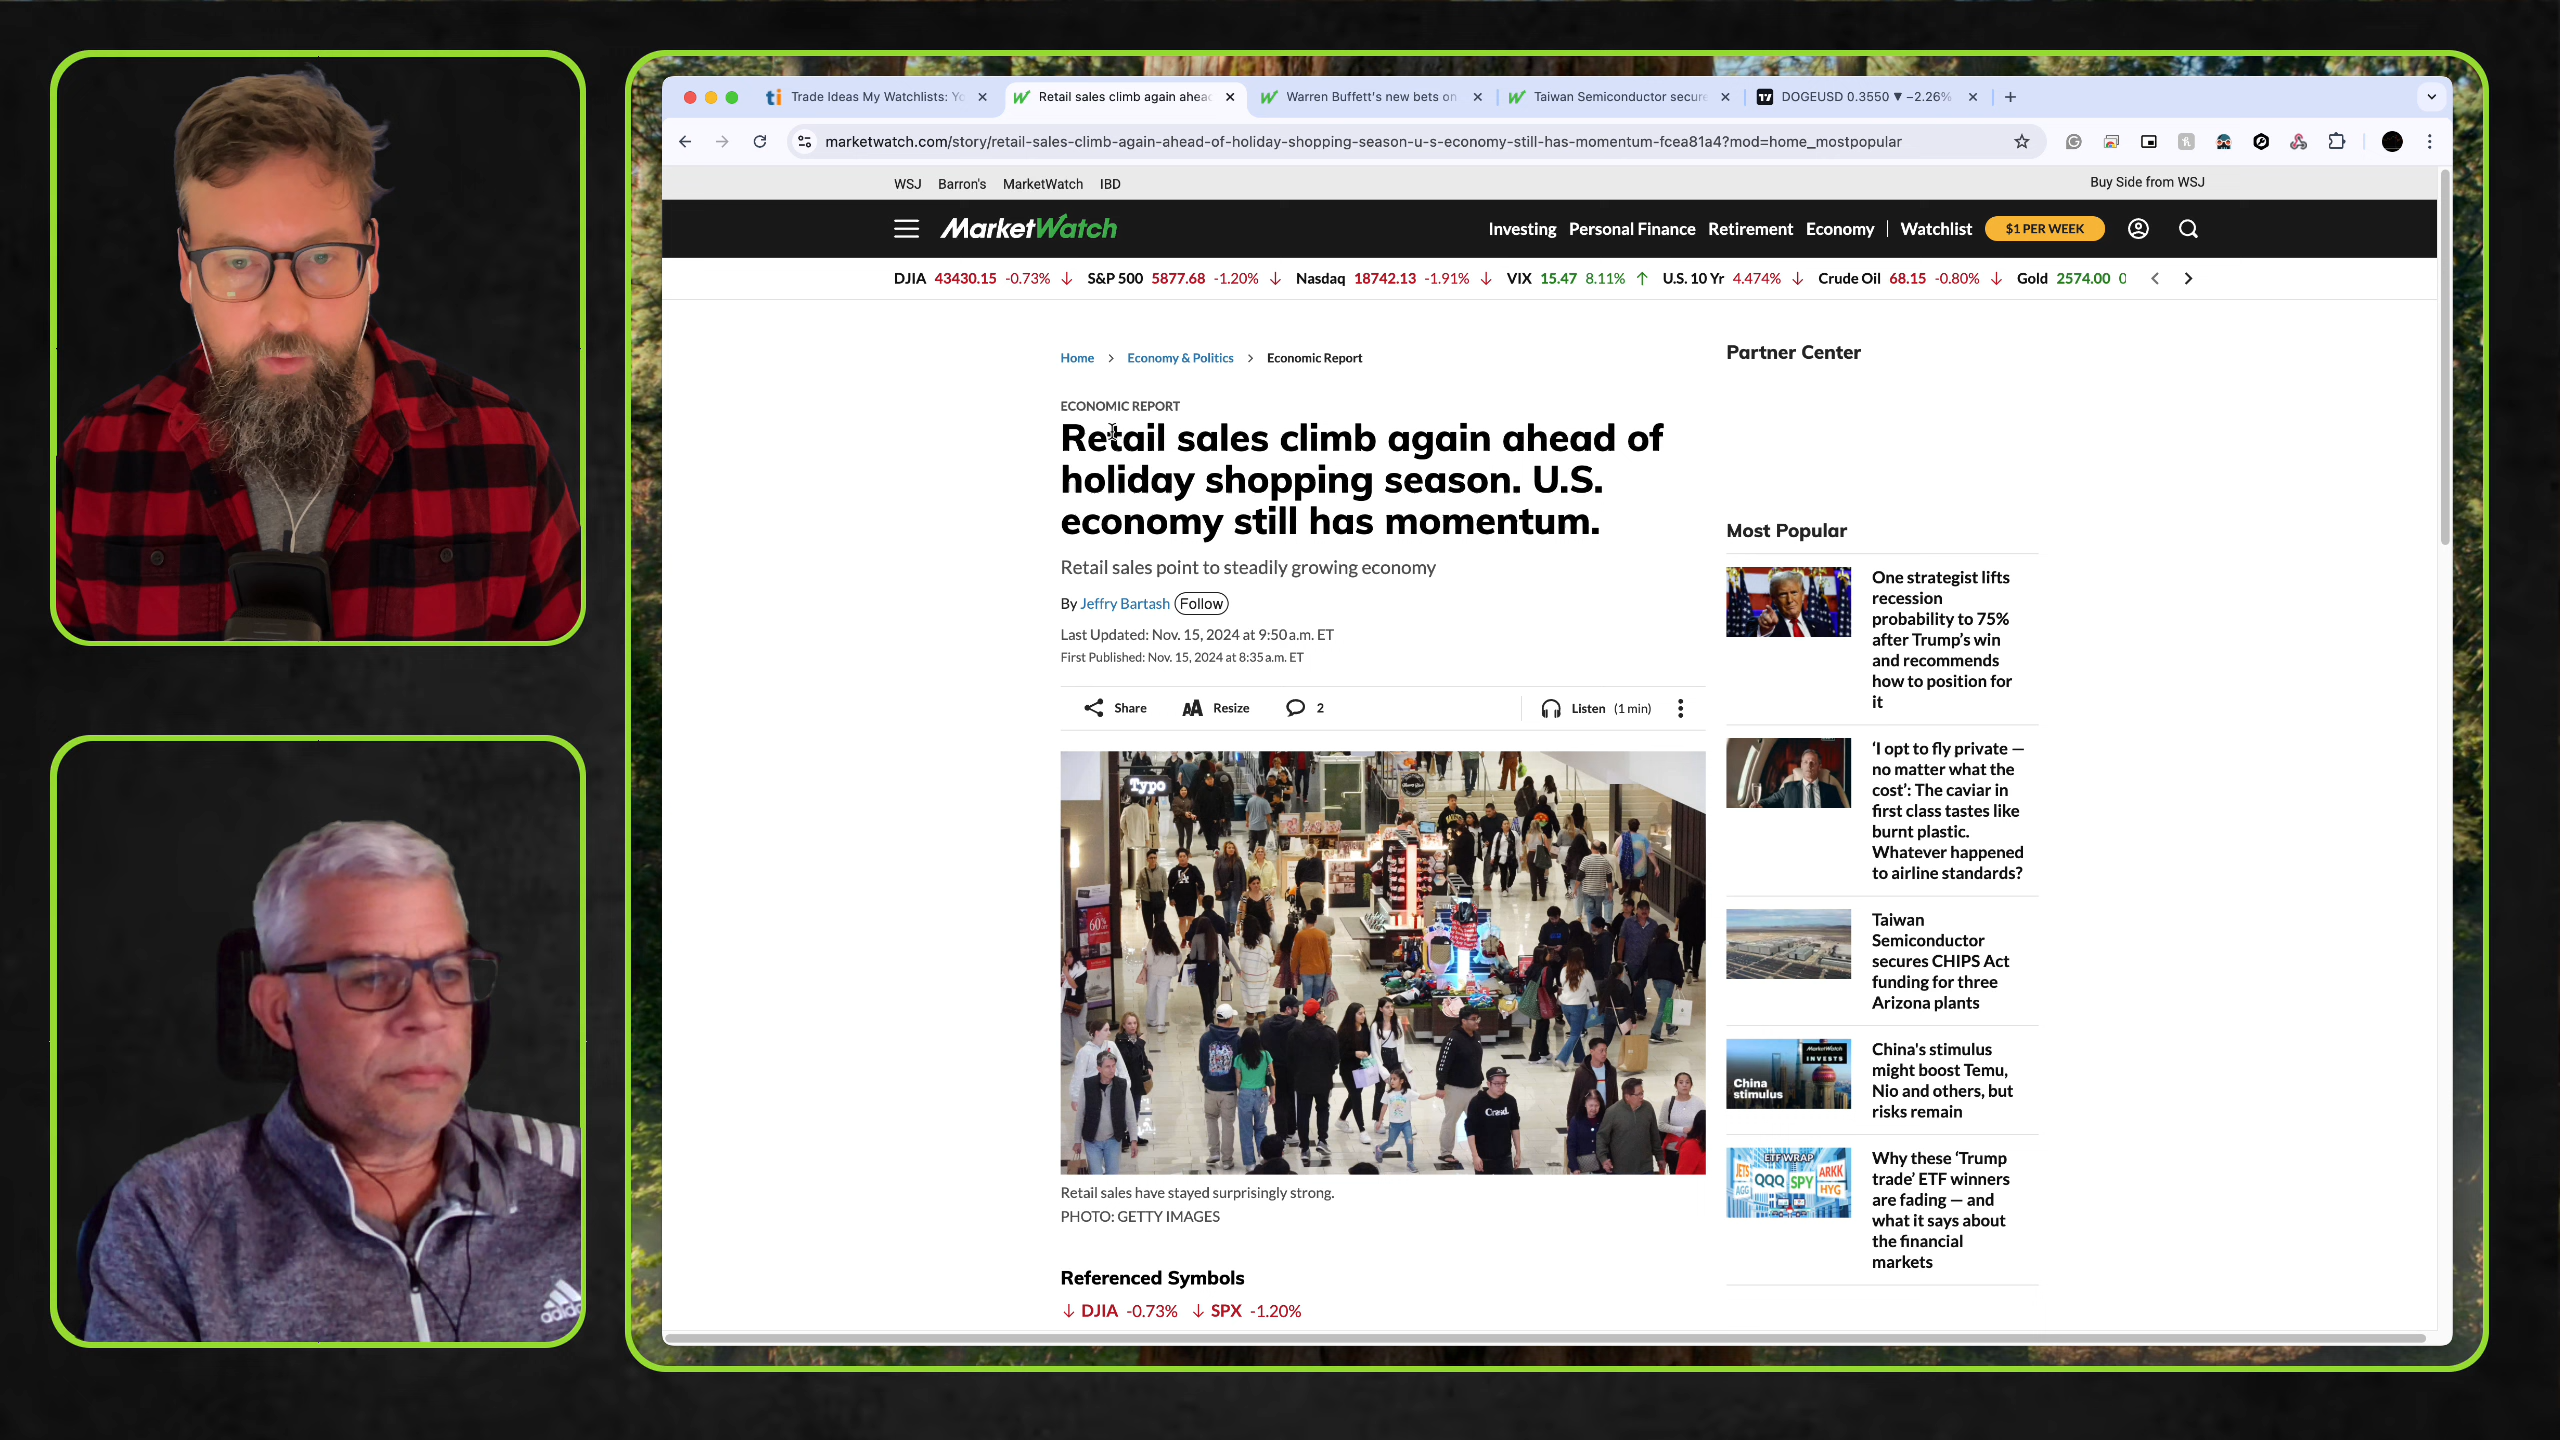 Trade Ideas My Watchlists: Yo
Retail sales climb again ahead
Warren Buffett's new bets on
Taiwan Semiconductor secure
DOGEUSD 0.3550 ▼ −2.26%
marketwatch.com/story/retail-sales-climb-again-ahead-of-holiday-shopping-season-u-s-economy-still-has-momentum-fcea81a4?mod=home_mostpopular
WSJ Barron's MarketWatch IBD
Buy Side from WSJ
MarketWatch
Investing Personal Finance Retirement Economy | Watchlist $1 PER WEEK
DJIA 43430.15 -0.73% ↓ S&P 500 5877.68 -1.20% ↓ Nasdaq 18742.13 -1.91% ↓ VIX 15.47 8.11% ↑ U.S. 10 Yr 4.474% ↓ Crude Oil 68.15 -0.80% ↓ Gold 2574.00 0
Home > Economy & Politics > Economic Report
ECONOMIC REPORT
Retail sales climb again ahead of
holiday shopping season. U.S.
economy still has momentum.
Retail sales point to steadily growing economy
By Jeffry Bartash Follow
Last Updated: Nov. 15, 2024 at 9:50 a.m. ET
First Published: Nov. 15, 2024 at 8:35 a.m. ET
Share Resize 2 Listen (1 min)
Typo
60%
Crwd.
Retail sales have stayed surprisingly strong.
PHOTO: GETTY IMAGES
Referenced Symbols
↓ DJIA -0.73% ↓ SPX -1.20%
Partner Center
Most Popular
One strategist lifts
recession
probability to 75%
after Trump’s win
and recommends
how to position for
it
‘I opt to fly private —
no matter what the
cost’: The caviar in
first class tastes like
burnt plastic.
Whatever happened
to airline standards?
Taiwan
Semiconductor
secures CHIPS Act
funding for three
Arizona plants
MarketWatch
INVESTS
China
stimulus
China's stimulus
might boost Temu,
Nio and others, but
risks remain
ETF WRAP
JETS
AGG
QQQ
SPY
ARKK
HYG
Why these ‘Trump
trade’ ETF winners
are fading — and
what it says about
the financial
markets
adidas